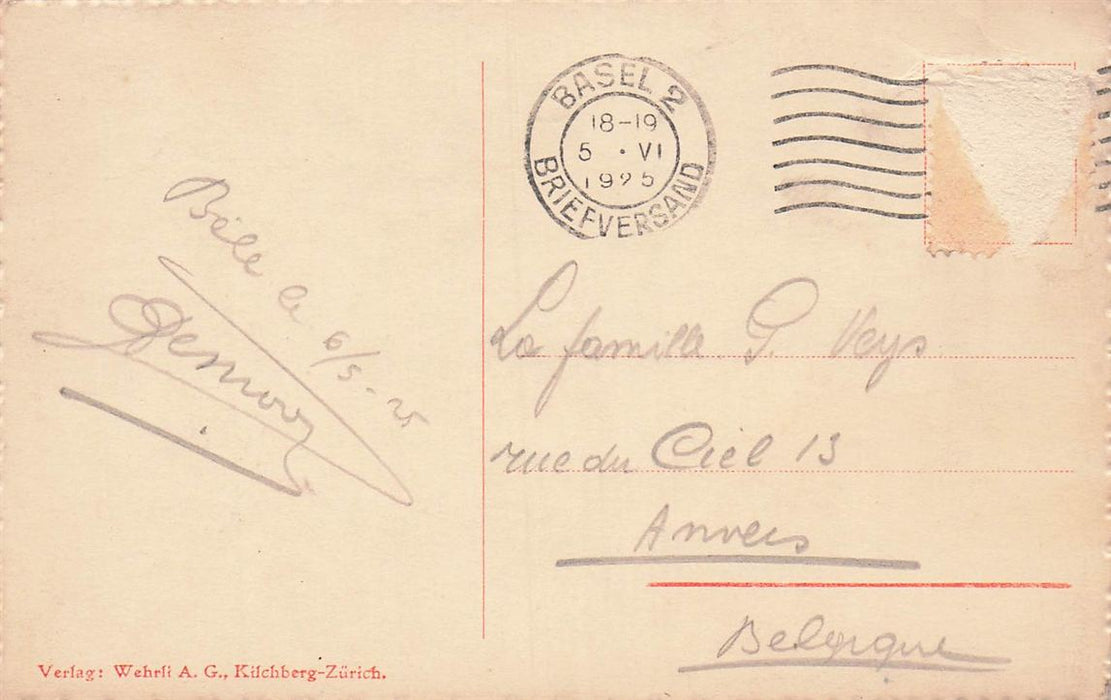 BASEL 2
18-19
5 · VI
1925
BRIEFVERSAND
Bâle le 6/5-25
La famille G. Veys
rue du Ciel 13
Anvers
Belgique
Verlag: Wehrli A. G., Kilchberg-Zürich.